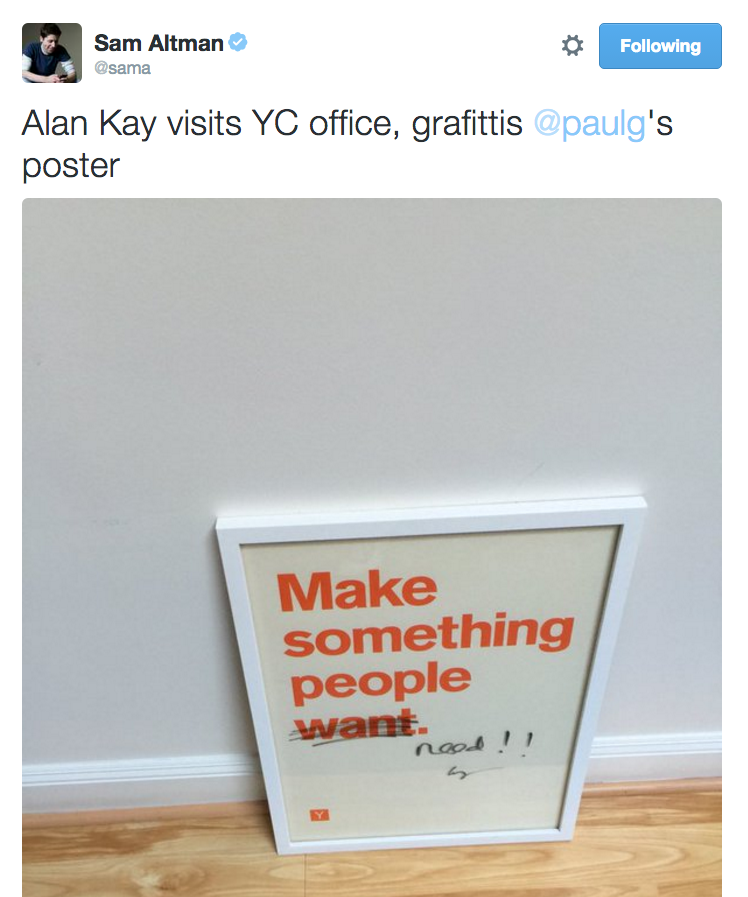 Sam Altman
@sama
Following
Alan Kay visits YC office, grafittis @paulg's
poster
Make
something
people
want.
need!!
Y